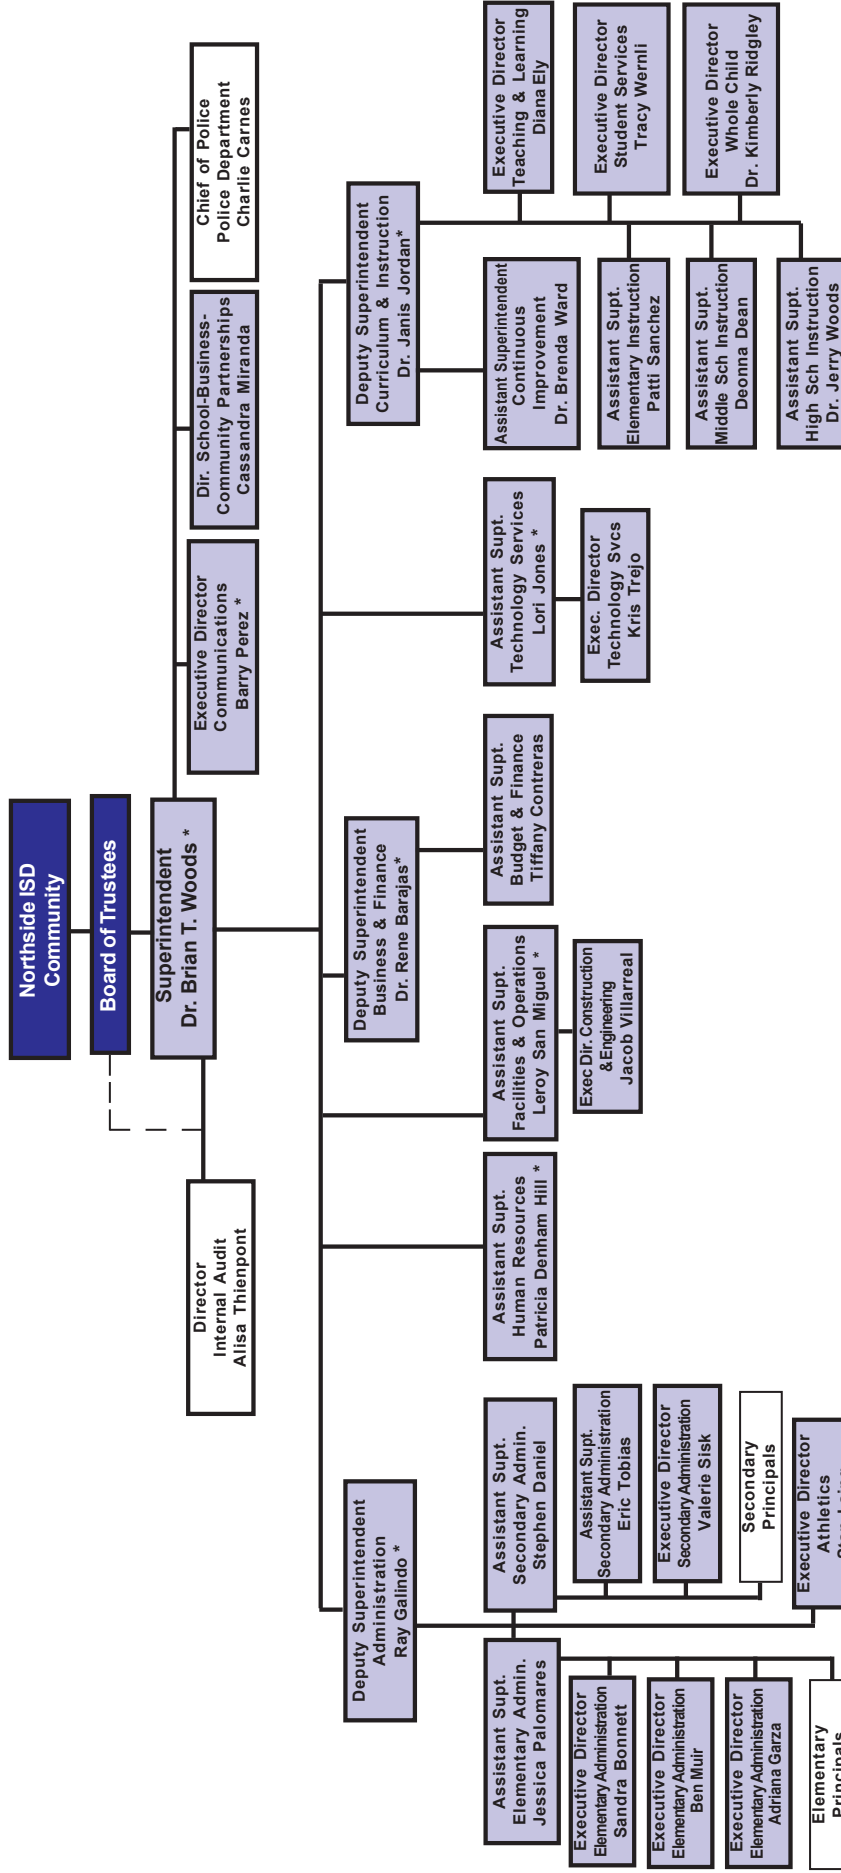 Northside ISD
Community
Board of Trustees
Superintendent
Dr. Brian T. Woods *
Director
Internal Audit
Alisa Thienpont
Executive Director
Communications
Barry Perez *
Dir. School-Business-
Community Partnerships
Cassandra Miranda
Chief of Police
Police Department
Charlie Carnes
Deputy Superintendent
Administration
Ray Galindo *
Deputy Superintendent
Business & Finance
Dr. Rene Barajas*
Deputy Superintendent
Curriculum & Instruction
Dr. Janis Jordan*
Assistant Supt.
Elementary Admin.
Jessica Palomares
Executive Director
Elementary Administration
Sandra Bonnett
Executive Director
Elementary Administration
Ben Muir
Executive Director
Elementary Administration
Adriana Garza
Elementary
Principals
Assistant Supt.
Secondary Admin.
Stephen Daniel
Assistant Supt.
Secondary Administration
Eric Tobias
Executive Director
Secondary Administration
Valerie Sisk
Secondary
Principals
Executive Director
Athletics
Assistant Supt.
Human Resources
Patricia Denham Hill *
Assistant Supt.
Facilities & Operations
Leroy San Miguel *
Exec Dir. Construction
& Engineering
Jacob Villarreal
Assistant Supt.
Budget & Finance
Tiffany Contreras
Assistant Supt.
Technology Services
Lori Jones *
Exec. Director
Technology Svcs
Kris Trejo
Assistant Superintendent
Continuous
Improvement
Dr. Brenda Ward
Assistant Supt.
Elementary Instruction
Patti Sanchez
Assistant Supt.
Middle Sch Instruction
Deonna Dean
Assistant Supt.
High Sch Instruction
Dr. Jerry Woods
Executive Director
Teaching & Learning
Diana Ely
Executive Director
Student Services
Tracy Wernli
Executive Director
Whole Child
Dr. Kimberly Ridgley